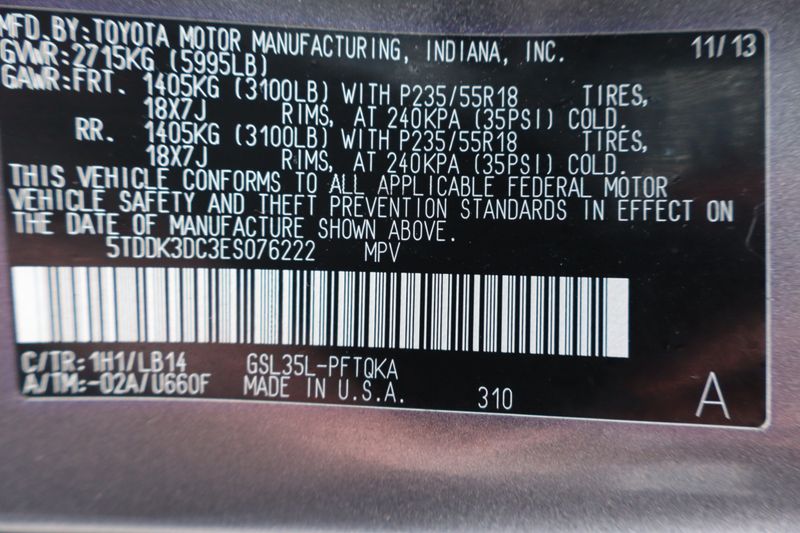 MFD.BY:TOYOTA MOTOR MANUFACTURING, INDIANA, INC. 11/13
GVWR:2715KG (5995LB)
GAWR:FRT. 1405KG (3100LB) WITH P235/55R18 TIRES,
18X7J RIMS, AT 240KPA (35PSI) COLD.
RR. 1405KG (3100LB) WITH P235/55R18 TIRES,
18X7J RIMS, AT 240KPA (35PSI) COLD.
THIS VEHICLE CONFORMS TO ALL APPLICABLE FEDERAL MOTOR
VEHICLE SAFETY AND THEFT PREVENTION STANDARDS IN EFFECT ON
THE DATE OF MANUFACTURE SHOWN ABOVE.
5TDDK3DC3ES076222 MPV
C/TR:1H1/LB14 GSL35L-PFTQKA
A/TM:-02A/U660F MADE IN U.S.A. 310 A